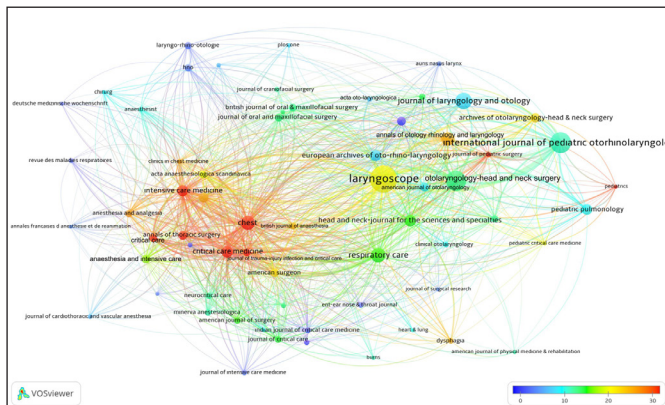 laryngo-rhino-otologie
plos one
hno
auris nasus larynx
journal of craniofacial surgery
chirurg
acta oto-laryngologica
journal of laryngology and otology
deutsche medizinische wochenschrift
anaesthesist
british journal of oral & maxillofacial surgery
journal of oral and maxillofacial surgery
archives of otolaryngology-head & neck surgery
annals of otology rhinology and laryngology
international journal of pediatric otorhinolaryngolo
european archives of oto-rhino-laryngology
journal of pediatric surgery
revue des maladies respiratoires
clinics in chest medicine
acta anaesthesiologica scandinavica
laryngoscope
otolaryngology-head and neck surgery
american journal of otolaryngology
intensive care medicine
pediatrics
anesthesia and analgesia
pediatric pulmonology
chest
head and neck-journal for the sciences and specialties
annales francaises d anesthesie et de reanimation
british journal of anaesthesia
annals of thoracic surgery
critical care
clinical otolaryngology
pediatric critical care medicine
critical care medicine
respiratory care
anaesthesia and intensive care
journal of trauma-injury infection and critical care
american surgeon
journal of surgical research
neurocritical care
ent-ear nose & throat journal
minerva anestesiologica
journal of cardiothoracic and vascular anesthesia
american journal of surgery
indian journal of critical care medicine
heart & lung
journal of critical care
dysphagia
american journal of physical medicine & rehabilitation
burns
journal of intensive care medicine
VOSviewer
0 10 20 30